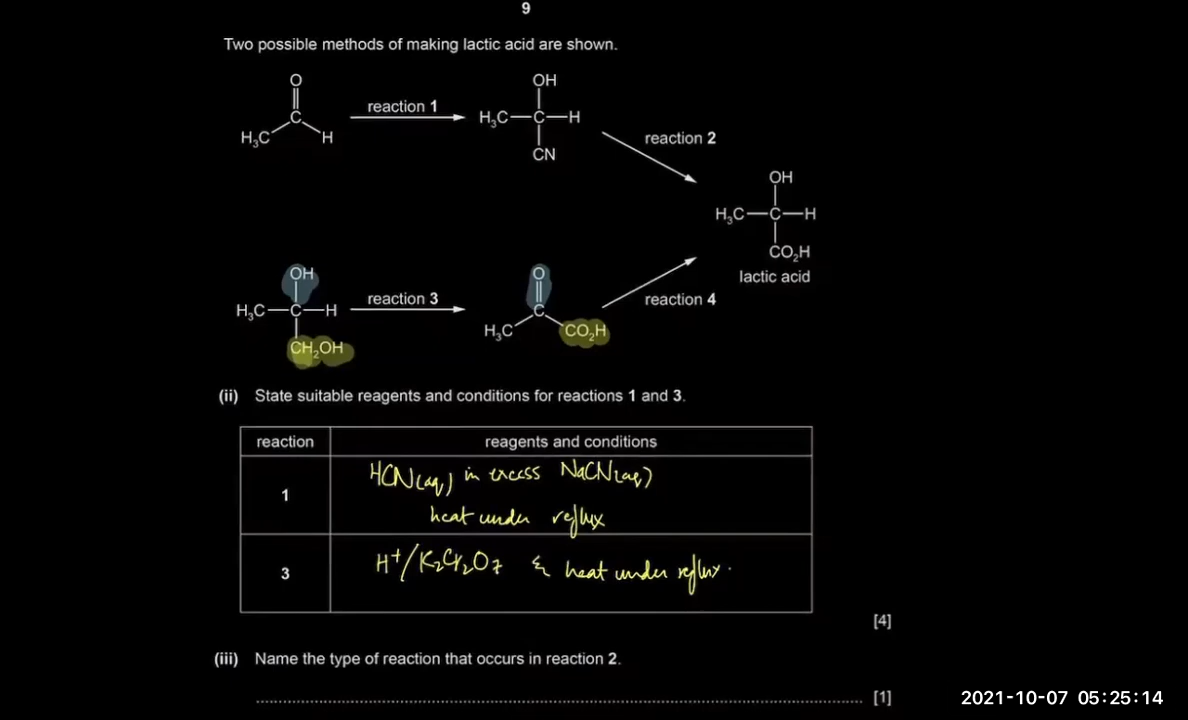 9
Two possible methods of making lactic acid are shown.
O
C
H₃C
H
reaction 1
OH
H₃C—C—H
CN
reaction 2
OH
H₃C—C—H
CO₂H
lactic acid
OH
H₃C—C—H
CH₂OH
reaction 3
O
C
H₃C
CO₂H
reaction 4
(ii) State suitable reagents and conditions for reactions 1 and 3.
reaction reagents and conditions
1 HCN(aq) in excess NaCN(aq)
heat under reflux
3 H⁺/K₂Cr₂O₇ & heat under reflux.
[4]
(iii) Name the type of reaction that occurs in reaction 2.
[1]
2021-10-07 05:25:14